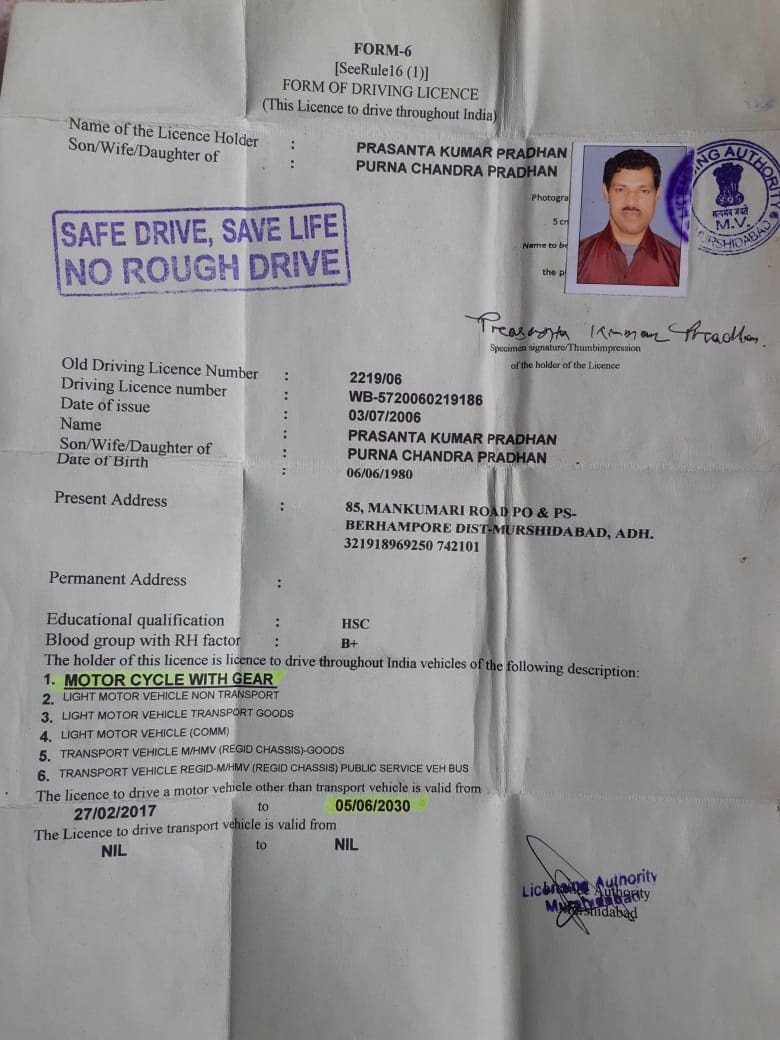 FORM-6
[SeeRule16 (1)]
FORM OF DRIVING LICENCE
(This Licence to drive throughout India)
Name of the Licence Holder : PRASANTA KUMAR PRADHAN
Son/Wife/Daughter of : PURNA CHANDRA PRADHAN
LICENSING AUTHORITY
सत्यमेव जयते
M.V.
MURSHIDABAD
Photogra
5 cm
Name to be
the p
SAFE DRIVE, SAVE LIFE
NO ROUGH DRIVE
Prasanta Kumar Pradhan.
Specimen signature/Thumbimpression
of the holder of the Licence
Old Driving Licence Number : 2219/06
Driving Licence number : WB-5720060219186
Date of issue : 03/07/2006
Name : PRASANTA KUMAR PRADHAN
Son/Wife/Daughter of : PURNA CHANDRA PRADHAN
Date of Birth : 06/06/1980
Present Address : 85, MANKUMARI ROAD PO & PS-
BERHAMPORE DIST-MURSHIDABAD, ADH.
321918969250 742101
Permanent Address :
Educational qualification : HSC
Blood group with RH factor : B+
The holder of this licence is licence to drive throughout India vehicles of the following description:
1. MOTOR CYCLE WITH GEAR
2. LIGHT MOTOR VEHICLE NON TRANSPORT
3. LIGHT MOTOR VEHICLE TRANSPORT GOODS
4. LIGHT MOTOR VEHICLE (COMM)
5. TRANSPORT VEHICLE M/HMV (REGID CHASSIS)-GOODS
6. TRANSPORT VEHICLE REGID-M/HMV (REGID CHASSIS) PUBLIC SERVICE VEH BUS
The licence to drive a motor vehicle other than transport vehicle is valid from
27/02/2017 to 05/06/2030
The Licence to drive transport vehicle is valid from
NIL to NIL
Licensing Authority
Murshidabad
Authority
Murshidabad